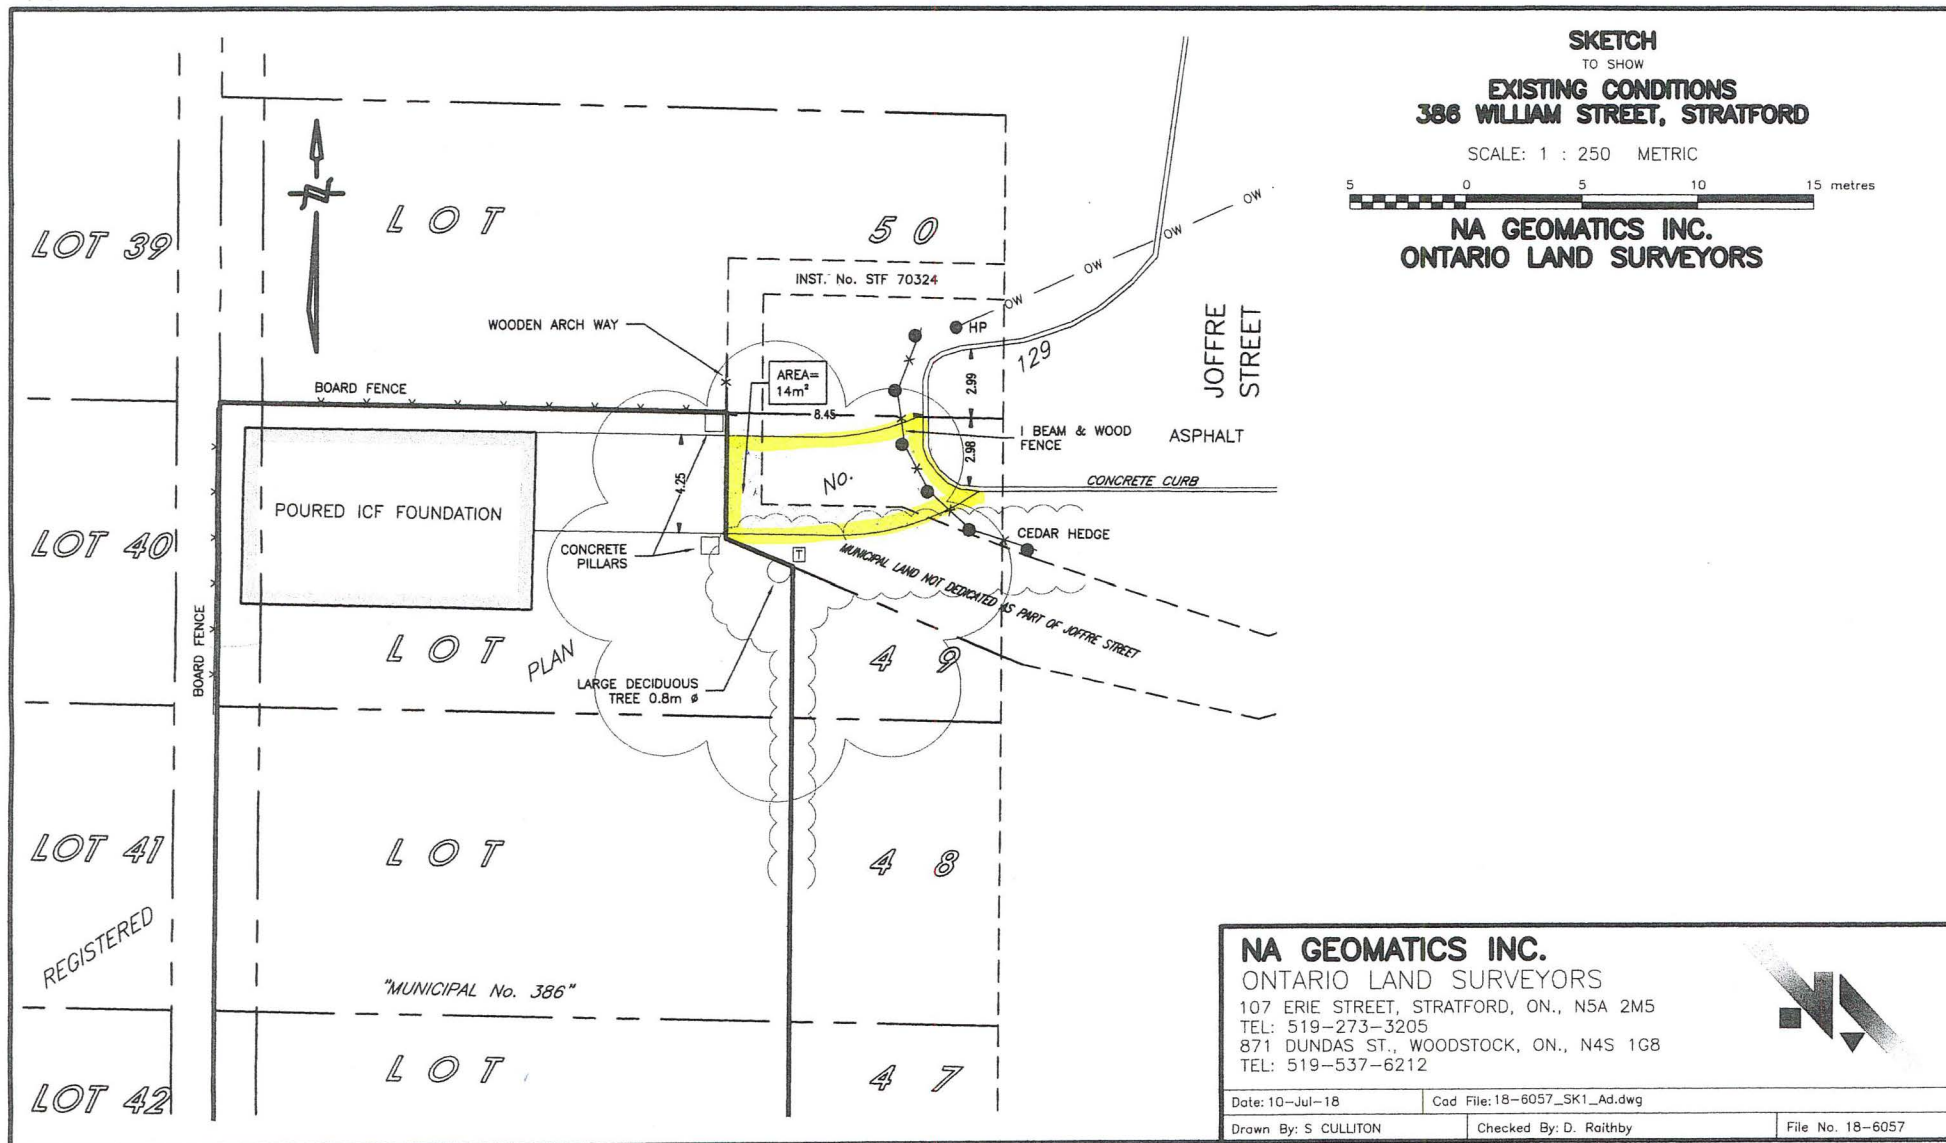 SKETCH
TO SHOW
EXISTING CONDITIONS
386 WILLIAM STREET, STRATFORD
SCALE: 1 : 250 METRIC
5 0 5 10 15 metres
NA GEOMATICS INC.
ONTARIO LAND SURVEYORS
N
LOT 39
LOT 50
INST. No. STF 70324
OW
OW
OW
OW
HP
129
JOFFRE
STREET
WOODEN ARCH WAY
AREA=
14m²
2.99
BOARD FENCE
8.45
I BEAM & WOOD
FENCE
ASPHALT
2.98
4.25
No.
CONCRETE CURB
POURED ICF FOUNDATION
LOT 40
CONCRETE
PILLARS
T
CEDAR HEDGE
MUNICIPAL LAND NOT DEDICATED AS PART OF JOFFRE STREET
BOARD FENCE
LOT 49
PLAN
LARGE DECIDUOUS
TREE 0.8m ø
LOT 41
LOT 48
REGISTERED
"MUNICIPAL No. 386"
LOT 42
LOT 47
NA GEOMATICS INC.
ONTARIO LAND SURVEYORS
107 ERIE STREET, STRATFORD, ON., N5A 2M5
TEL: 519-273-3205
871 DUNDAS ST., WOODSTOCK, ON., N4S 1G8
TEL: 519-537-6212
NA
Date: 10-Jul-18 Cad File: 18-6057_SK1_Ad.dwg
Drawn By: S CULLITON Checked By: D. Raithby File No. 18-6057